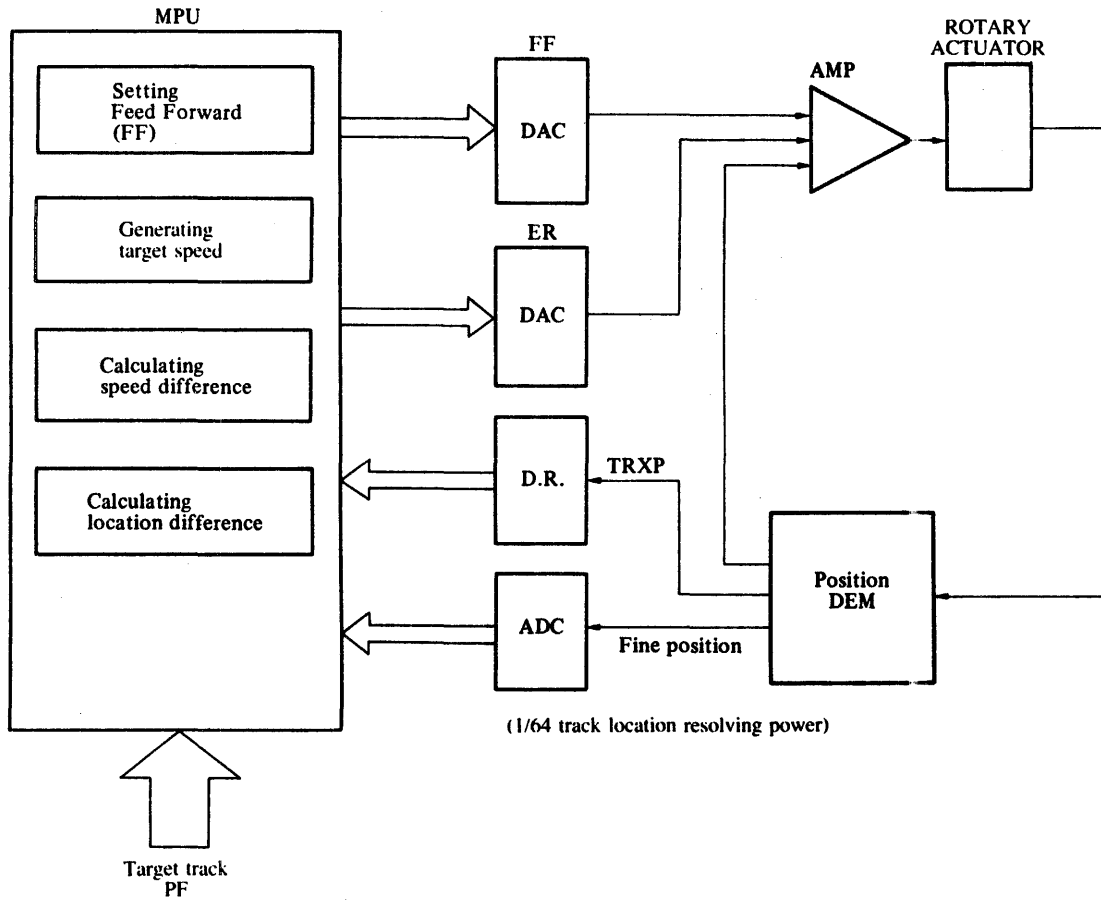 MPU
Setting
Feed Forward
(FF)
Generating
target speed
Calculating
speed difference
Calculating
location difference
Target track
PF
FF
DAC
ER
DAC
D.R.
TRXP
ADC
Fine position
(1/64 track location resolving power)
AMP
ROTARY
ACTUATOR
Position
DEM